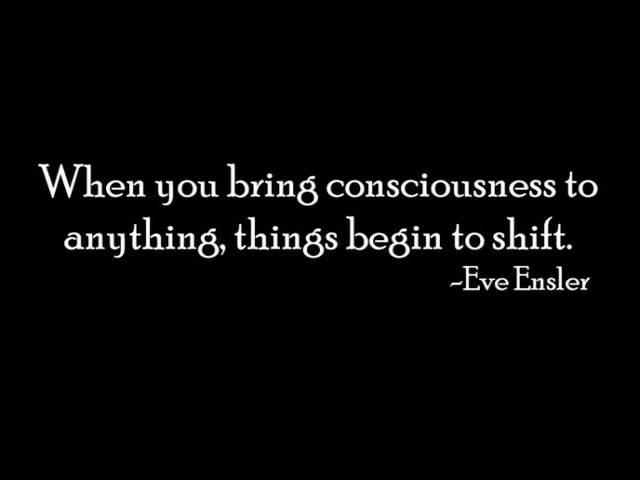 When you bring consciousness to
anything, things begin to shift.
~Eve Ensler